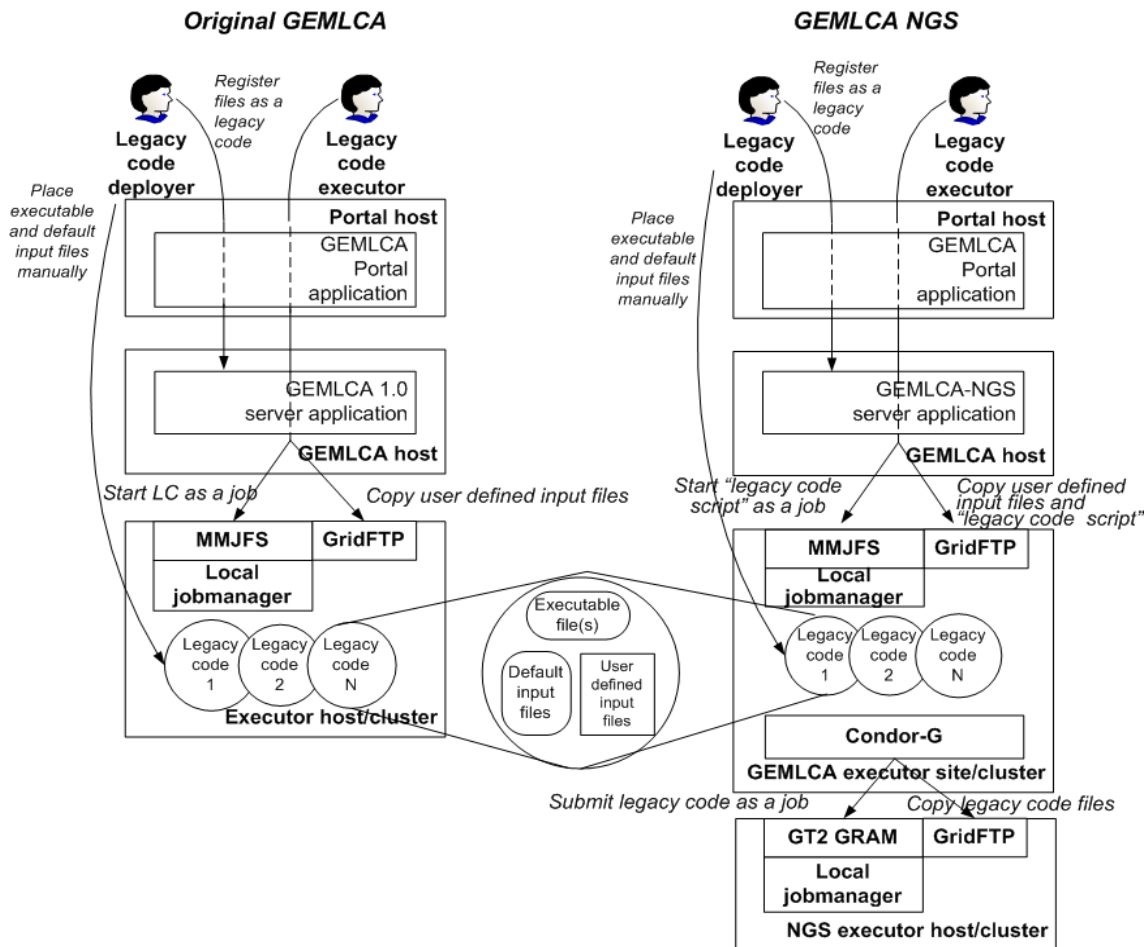 Original GEMLCA
Register
files as a
legacy
code
Legacy
code
deployer
Legacy
code
executor
Place
executable
and default
input files
manually
Portal host
GEMLCA
Portal
application
GEMLCA 1.0
server application
GEMLCA host
Start LC as a job
Copy user defined input files
MMJFS
GridFTP
Local
jobmanager
Legacy
code
1
Legacy
code
2
Legacy
code
N
Executor host/cluster
Executable
file(s)
Default
input
files
User
defined
input
files
GEMLCA NGS
Register
files as a
legacy
code
Legacy
code
deployer
Legacy
code
executor
Place
executable
and default
input files
manually
Portal host
GEMLCA
Portal
application
GEMLCA-NGS
server application
GEMLCA host
Start “legacy code
script” as a job
Copy user defined
input files and
“legacy code script”
MMJFS
GridFTP
Local
jobmanager
Legacy
code
1
Legacy
code
2
Legacy
code
N
Condor-G
GEMLCA executor site/cluster
Submit legacy code as a job
Copy legacy code files
GT2 GRAM
GridFTP
Local
jobmanager
NGS executor host/cluster